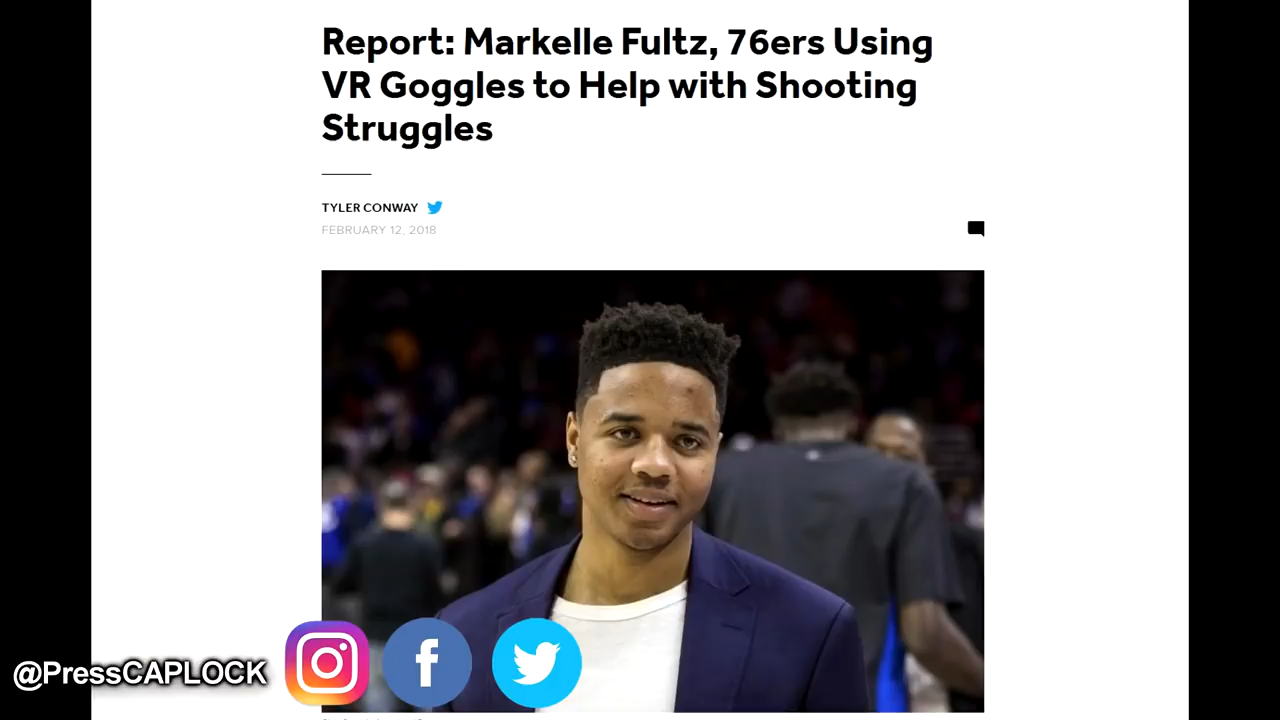 Report: Markelle Fultz, 76ers Using
VR Goggles to Help with Shooting
Struggles
TYLER CONWAY
FEBRUARY 12, 2018
@PressCAPLOCK